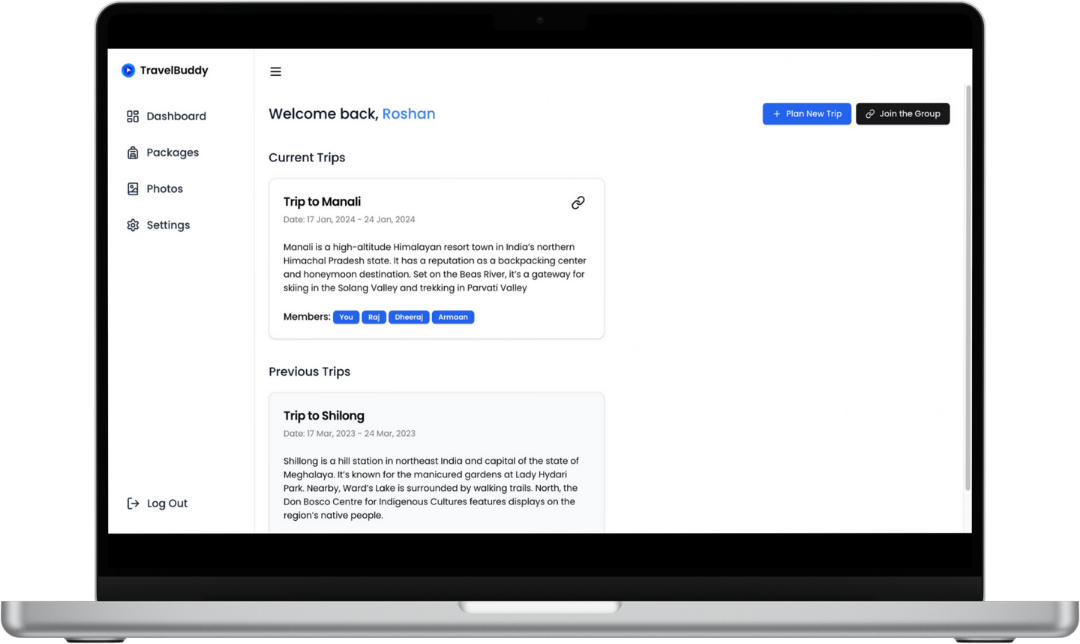 TravelBuddy
Dashboard
Packages
Photos
Settings
Log Out
Welcome back, Roshan
+ Plan New Trip
Join the Group
Current Trips
Trip to Manali
Date: 17 Jan, 2024 - 24 Jan, 2024
Manali is a high-altitude Himalayan resort town in India's northern
Himachal Pradesh state. It has a reputation as a backpacking center
and honeymoon destination. Set on the Beas River, it's a gateway for
skiing in the Solang Valley and trekking in Parvati Valley
Members: You Raj Dheeraj Armaan
Previous Trips
Trip to Shilong
Date: 17 Mar, 2023 - 24 Mar, 2023
Shillong is a hill station in northeast India and capital of the state of
Meghalaya. It's known for the manicured gardens at Lady Hydari
Park. Nearby, Ward's Lake is surrounded by walking trails. North, the
Don Bosco Centre for Indigenous Cultures features displays on the
region's native people.